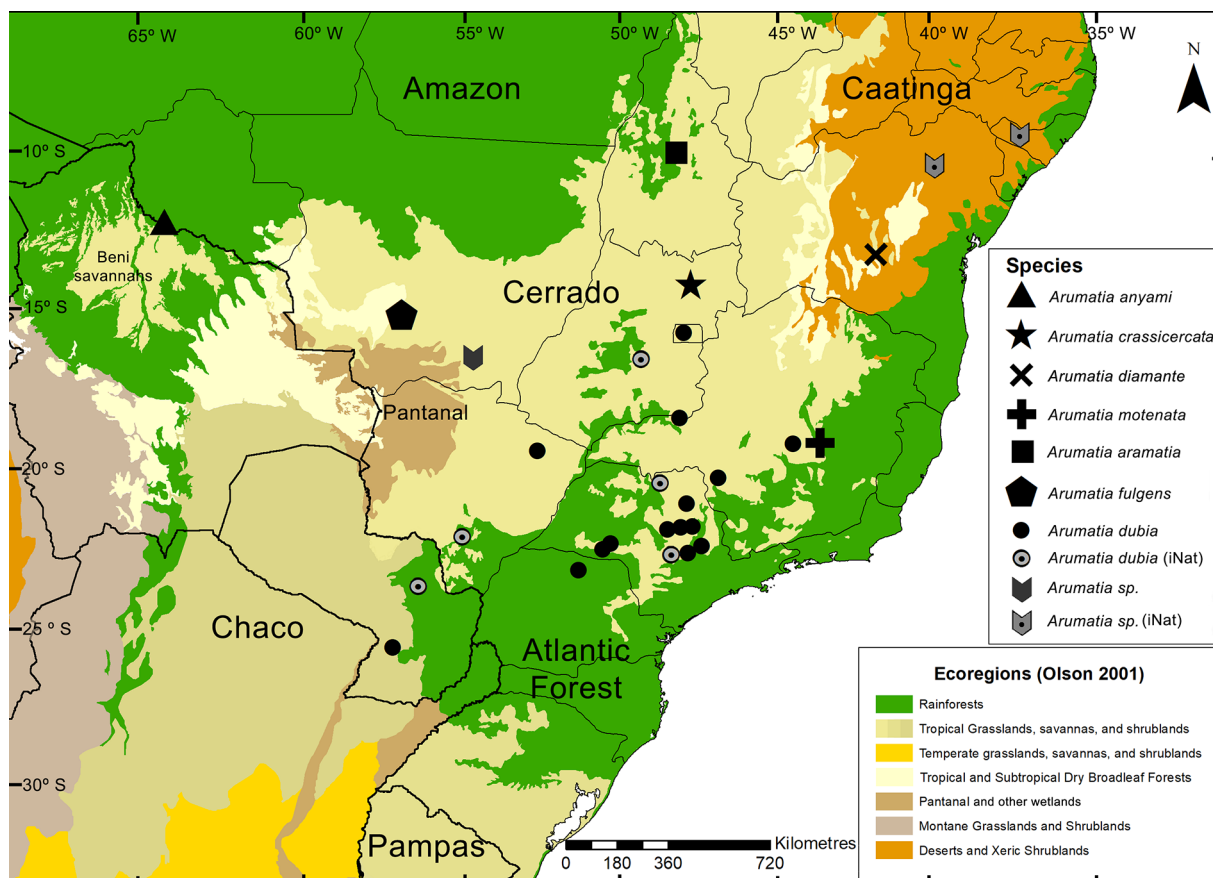 65° W 60° W 55° W 50° W 45° W 40° W 35° W
N
Amazon
Caatinga
10° S
Beni
savannahs
Cerrado
15° S
Pantanal
20° S
25 ° S
Chaco
Atlantic
Forest
30° S
Pampas
Species
Arumatia anyami
Arumatia crassicercata
Arumatia diamante
Arumatia motenata
Arumatia aramatia
Arumatia fulgens
Arumatia dubia
Arumatia dubia (iNat)
Arumatia sp.
Arumatia sp. (iNat)
Ecoregions (Olson 2001)
Rainforests
Tropical Grasslands, savannas, and shrublands
Temperate grasslands, savannas, and shrublands
Tropical and Subtropical Dry Broadleaf Forests
Pantanal and other wetlands
Montane Grasslands and Shrublands
Deserts and Xeric Shrublands
Kilometres
0 180 360 720